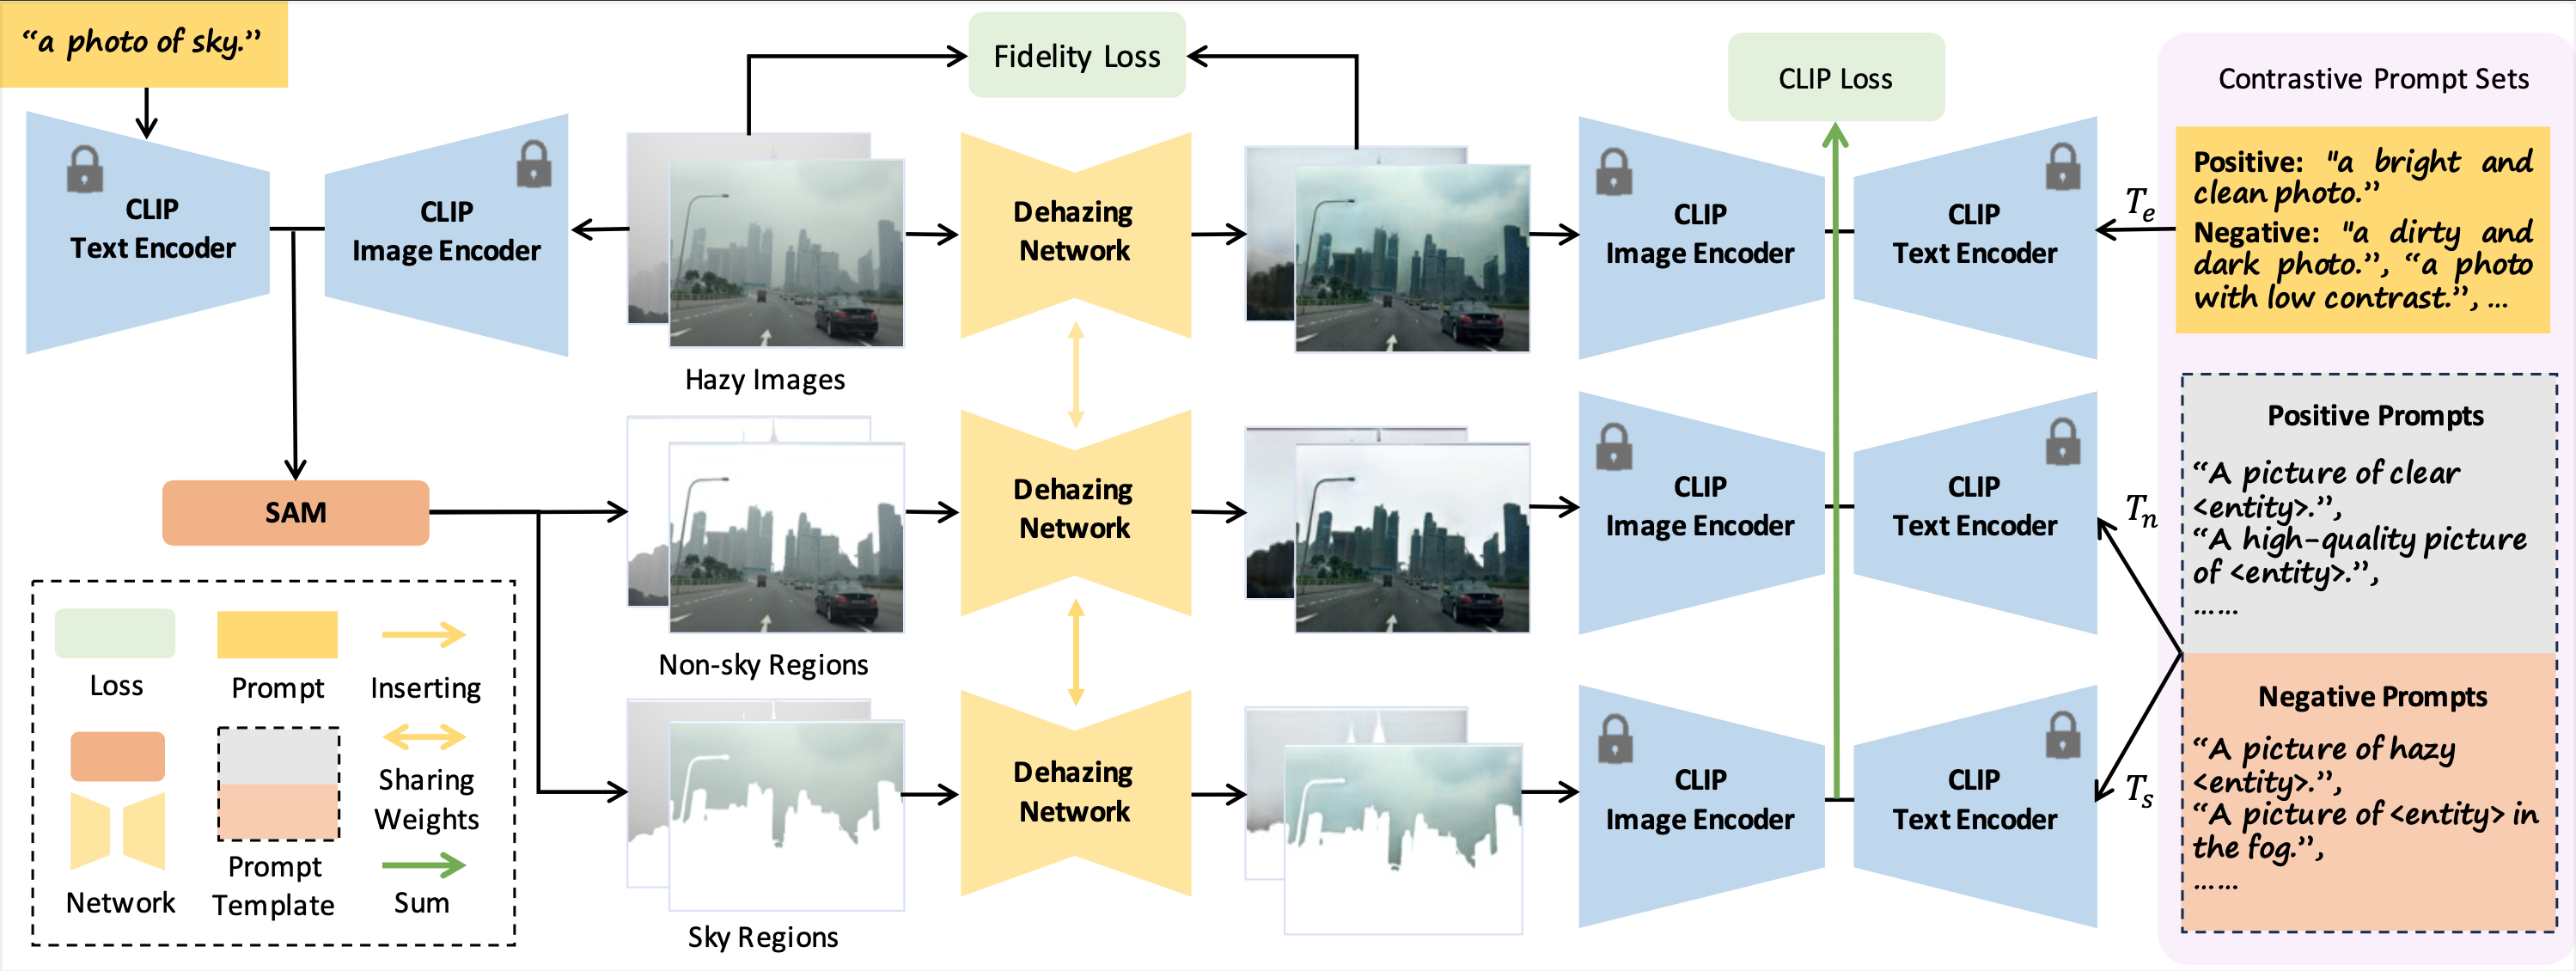 “a photo of sky.”
CLIP
Text Encoder
CLIP
Image Encoder
Fidelity Loss
Hazy Images
Dehazing
Network
CLIP Loss
CLIP
Image Encoder
CLIP
Text Encoder
Contrastive Prompt Sets
Positive: "a bright and
clean photo.”
Negative: "a dirty and
dark photo.”, “a photo
with low contrast.”, ...
Te
SAM
Non-sky Regions
Dehazing
Network
CLIP
Image Encoder
CLIP
Text Encoder
Tn
Positive Prompts
“A picture of clear
<entity>.”,
“A high-quality picture
of <entity>.”,
......
Sky Regions
Dehazing
Network
CLIP
Image Encoder
CLIP
Text Encoder
Ts
Negative Prompts
“A picture of hazy
<entity>.”,
“A picture of <entity> in
the fog.”,
......
Loss
Prompt
Inserting
Sharing
Weights
Network
Prompt
Template
Sum